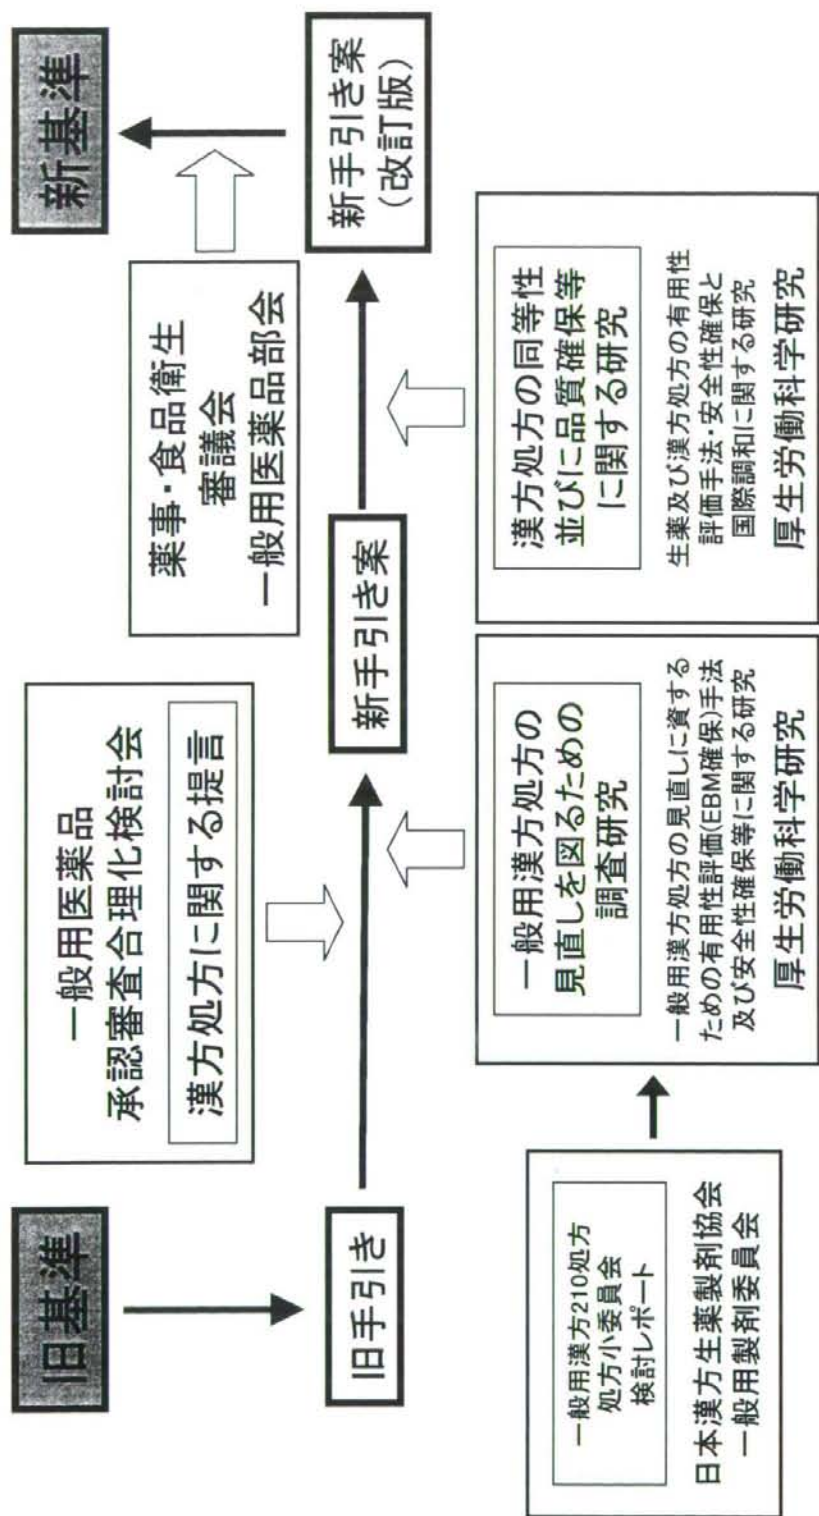 旧基準
旧手引き
一般用医薬品
承認審査合理化検討会
漢方処方に関する提言
新手引き案
薬事・食品衛生
審議会
一般用医薬品部会
新基準
新手引き案
(改訂版)
一般用漢方210処方
処方小委員会
検討レポート
日本漢方生薬製剤協会
一般用製剤委員会
一般用漢方処方の
見直しを図るための
調査研究
一般用漢方処方の見直しに資する
ための有用性評価(EBM確保)手法
及び安全性確保等に関する研究
厚生労働科学研究
漢方処方の同等性
並びに品質確保等
に関する研究
生薬及び漢方処方の有用性
評価手法・安全性確保と
国際調和に関する研究
厚生労働科学研究